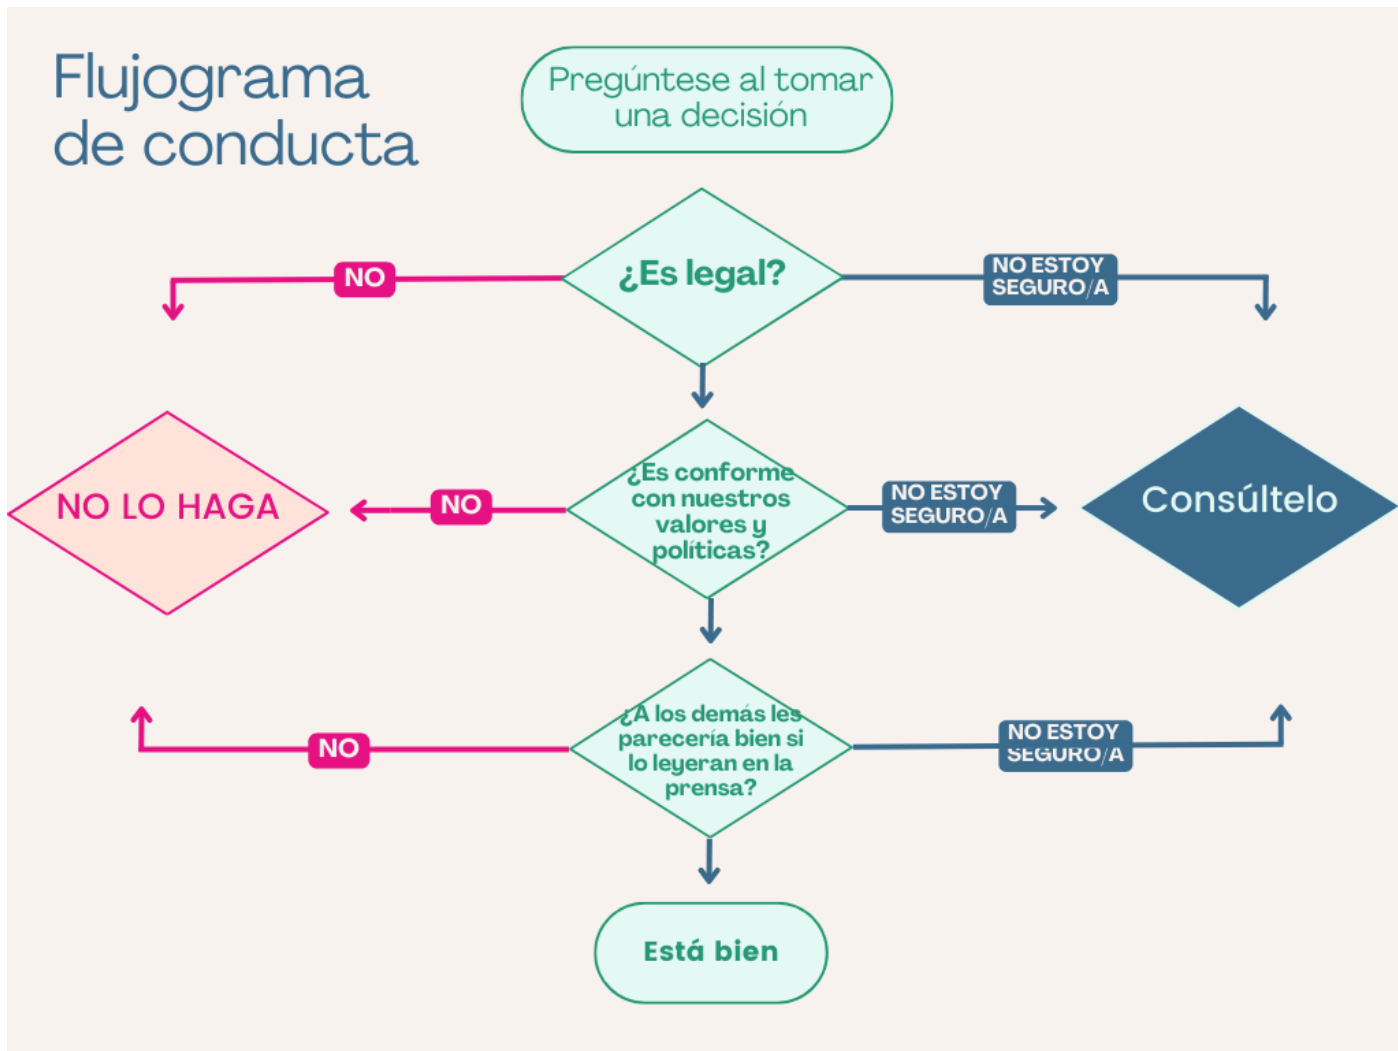 Flujograma
de conducta
Pregúntese al tomar
una decisión
¿Es legal?
NO
NO ESTOY
SEGURO/A
¿Es conforme
con nuestros
valores y
políticas?
NO
NO ESTOY
SEGURO/A
NO LO HAGA
Consúltelo
¿A los demás les
parecería bien si
lo leyeran en la
prensa?
NO
NO ESTOY
SEGURO/A
Está bien